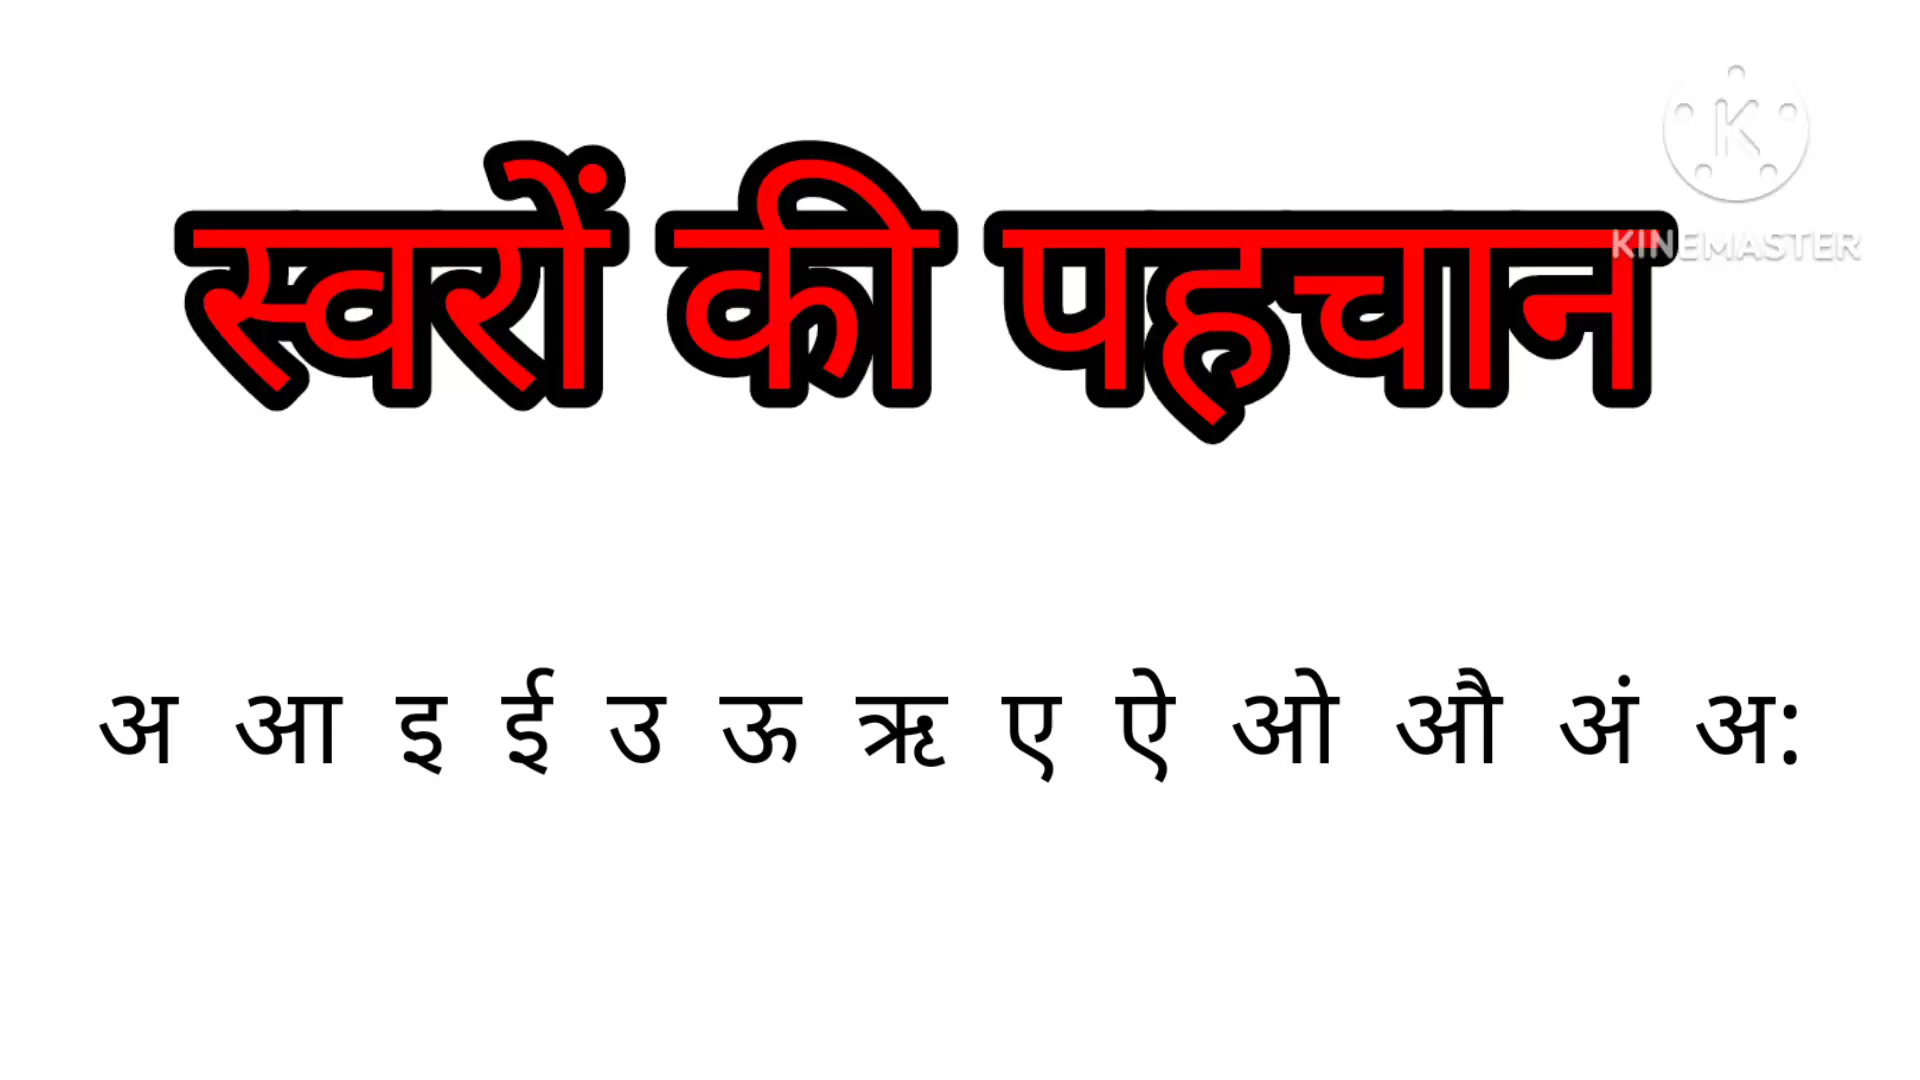 K
KINEMASTER
स्वरों की पहचान
अ आ इ ई उ ऊ ऋ ए ऐ ओ औ अं अ: